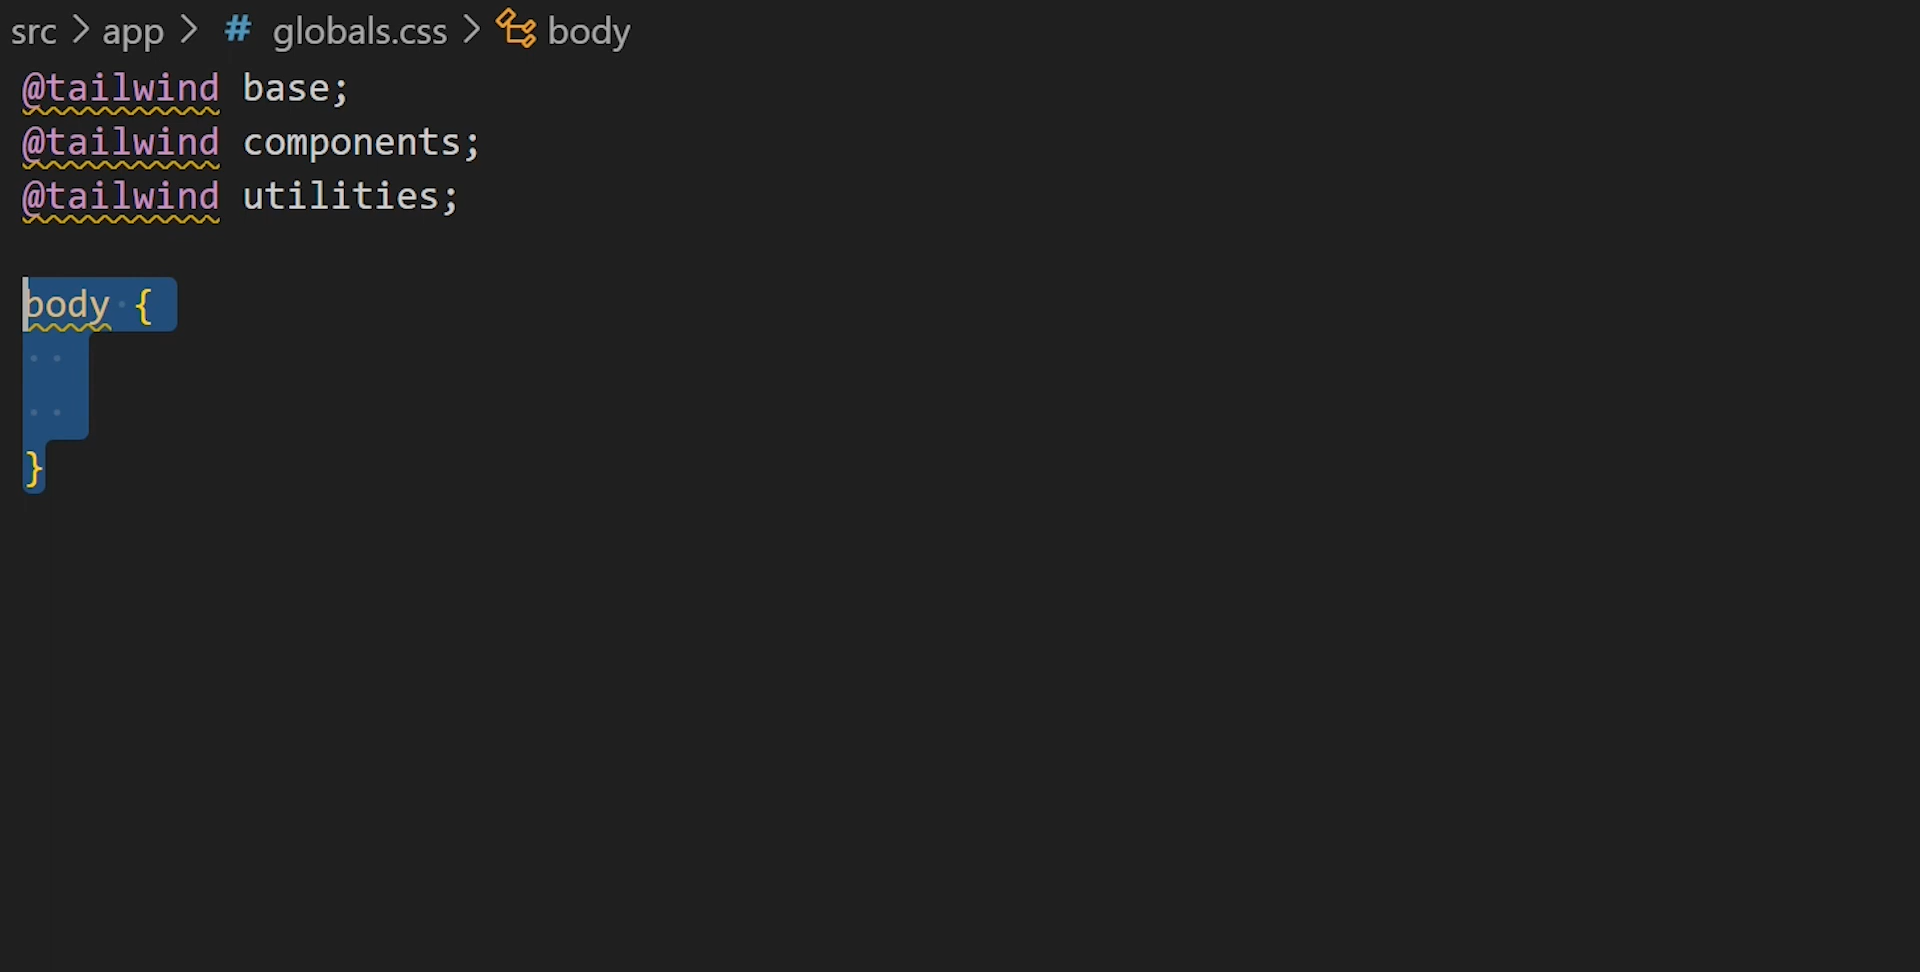 src > app > # globals.css > body
@tailwind base;
@tailwind components;
@tailwind utilities;
body {
}